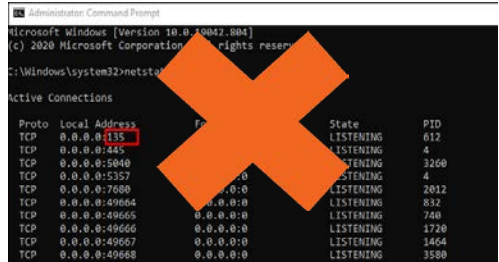 Administrator: Command Prompt
Microsoft Windows [Version 10.0.19042.804]
(c) 2020 Microsoft Corporation. All rights
C:\Windows\system32>netstat
Active Connections
Proto Local Address State PID
TCP 0.0.0.0:135 LISTENING 612
TCP 0.0.0.0:445 LISTENING 4
TCP 0.0.0.0:5040 LISTENING 3260
TCP 0.0.0.0:5357 LISTENING 4
TCP 0.0.0.0:7680 LISTENING 2012
TCP 0.0.0.0:49664 LISTENING 832
TCP 0.0.0.0:49665 0.0.0.0:0 LISTENING 740
TCP 0.0.0.0:49666 0.0.0.0:0 LISTENING 1720
TCP 0.0.0.0:49667 0.0.0.0:0 LISTENING 1464
TCP 0.0.0.0:49668 0.0.0.0:0 LISTENING 3580